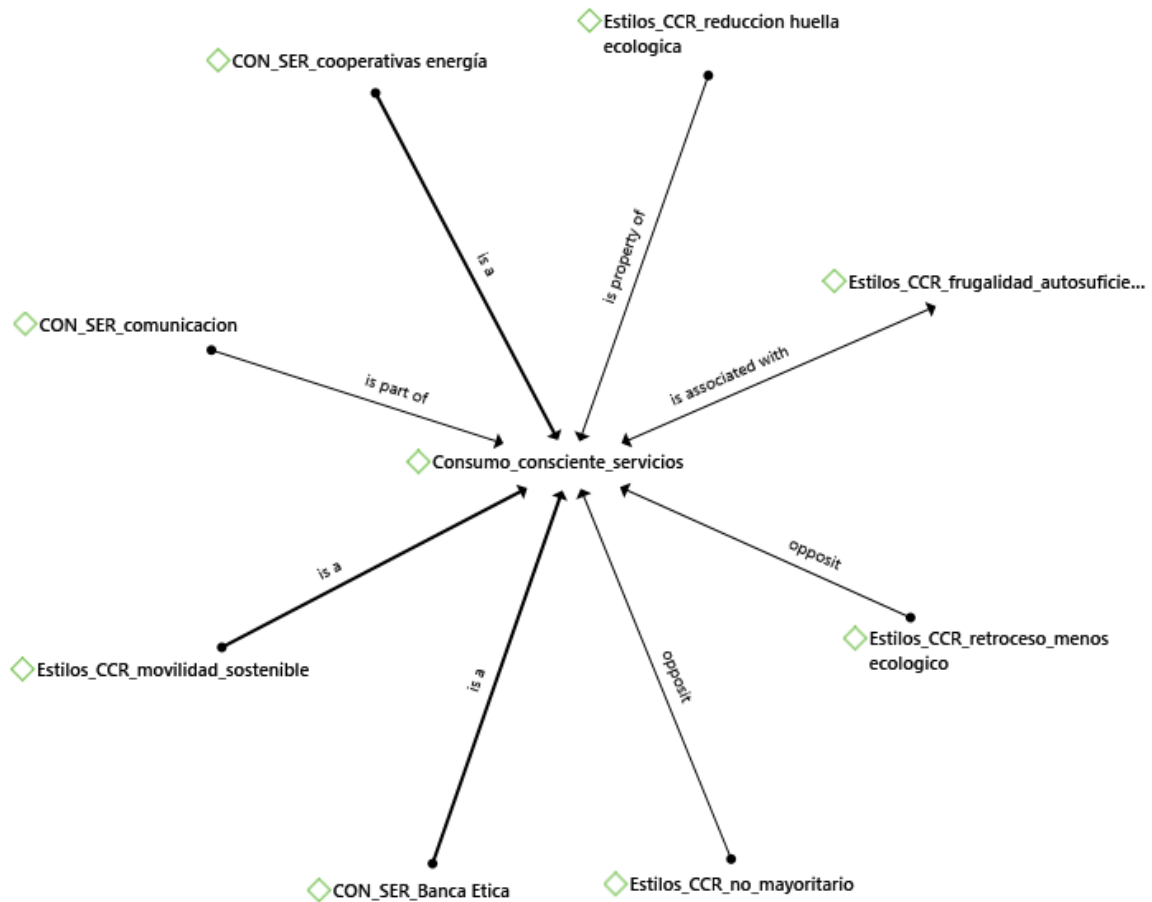 Estilos_CCR_reduccion huella
ecologica
CON_SER_cooperativas energía
is a
is property of
Estilos_CCR_frugalidad_autosuficie...
CON_SER_comunicacion
is part of
is associated with
Consumo_consciente_servicios
is a
opposit
Estilos_CCR_retroceso_menos
ecologico
Estilos_CCR_movilidad_sostenible
is a
opposit
CON_SER_Banca Etica
Estilos_CCR_no_mayoritario